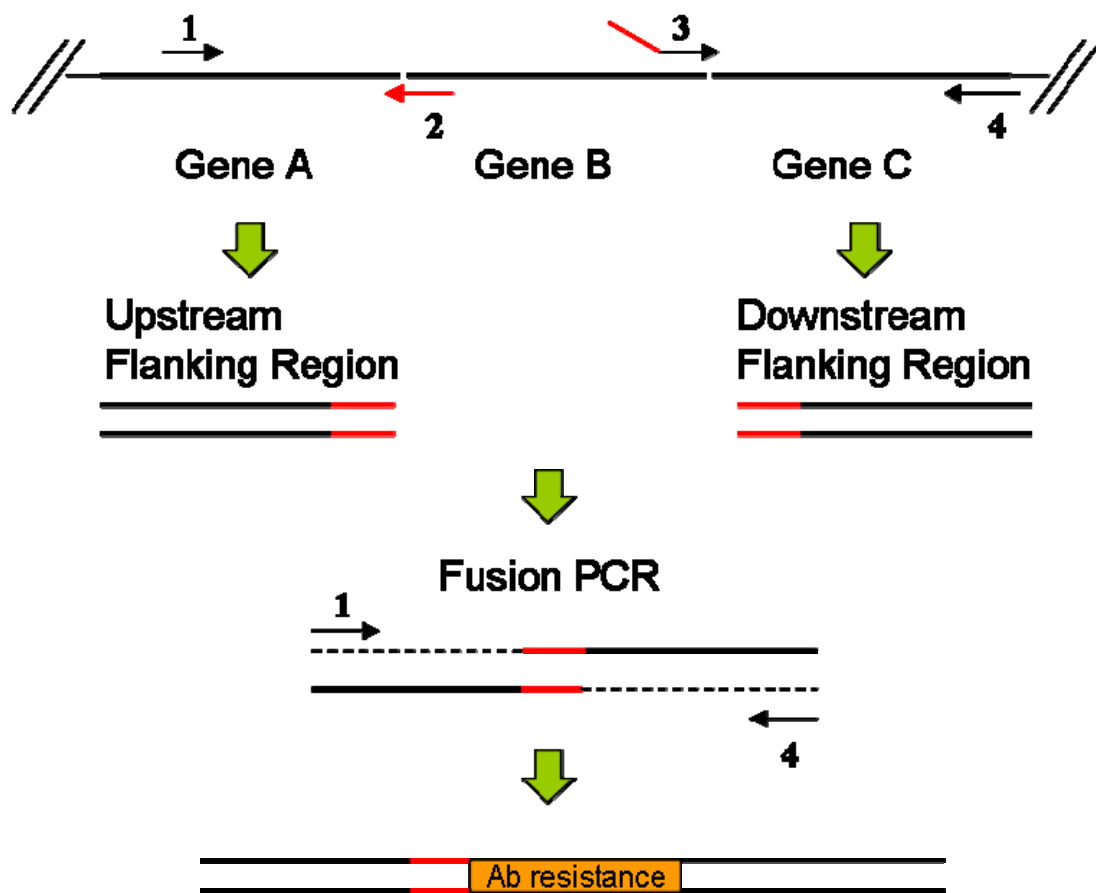 1
3
2
4
Gene A
Gene B
Gene C
Upstream
Flanking Region
Downstream
Flanking Region
Fusion PCR
1
4
Ab resistance